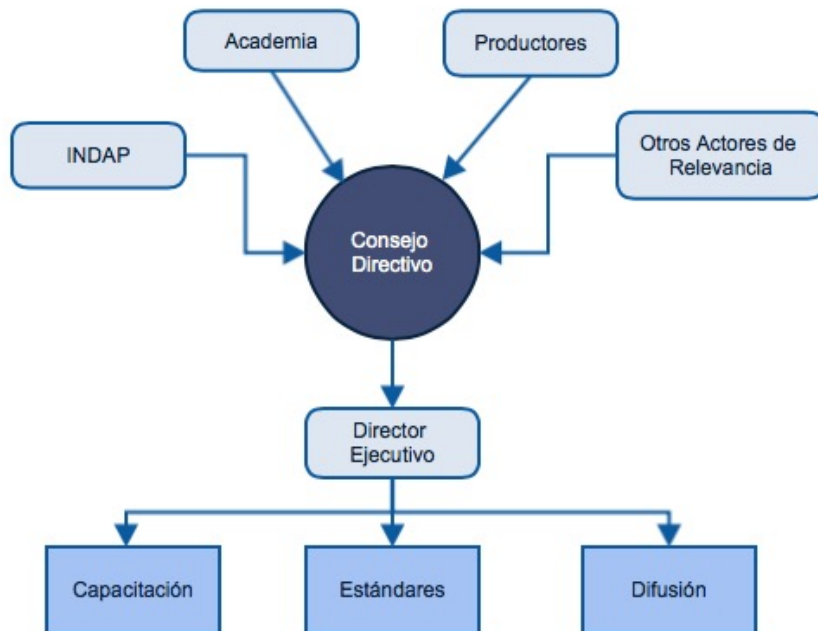 Academia
Productores
INDAP
Otros Actores de
Relevancia
Consejo
Directivo
Director
Ejecutivo
Capacitación
Estándares
Difusión